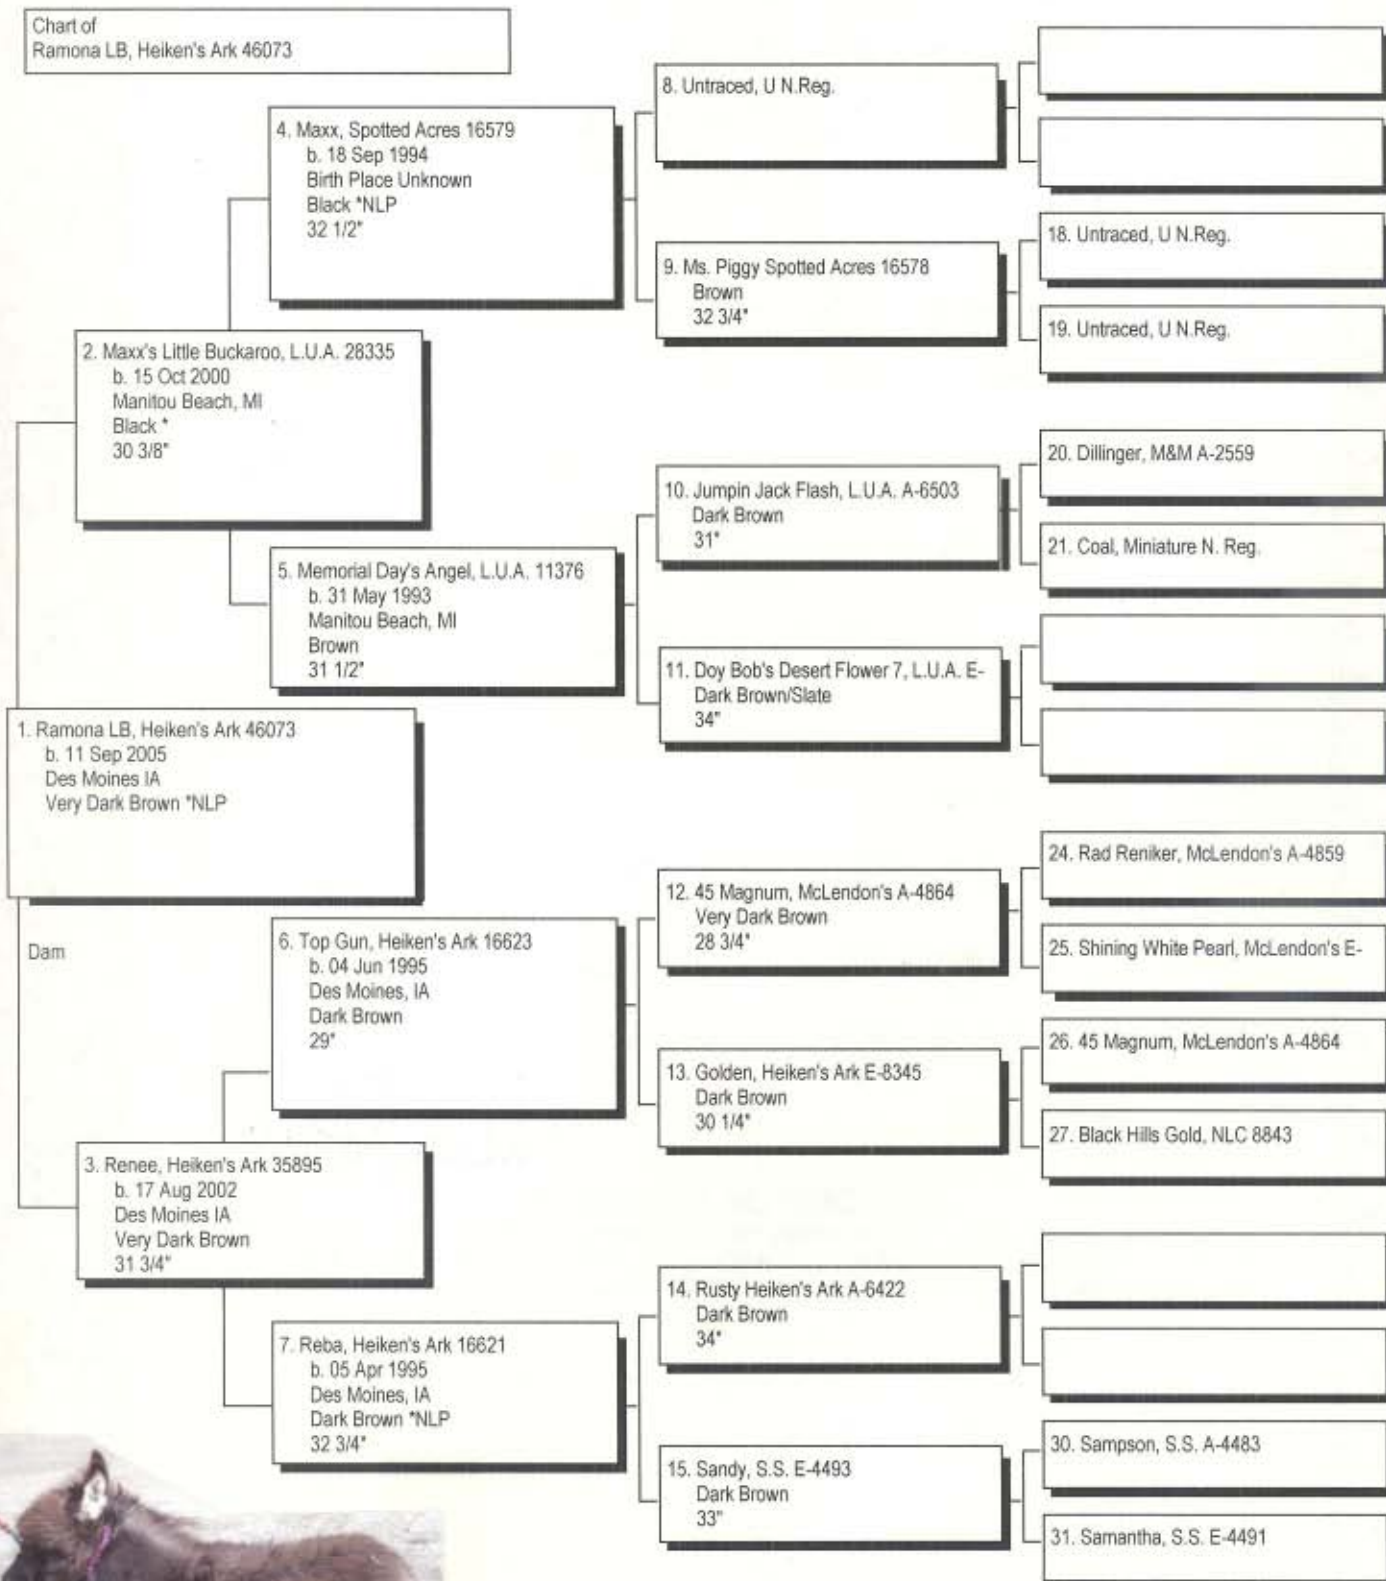 Chart of
Ramona LB, Heiken's Ark 46073
1. Ramona LB, Heiken's Ark 46073
b. 11 Sep 2005
Des Moines IA
Very Dark Brown *NLP
Dam
2. Maxx's Little Buckaroo, L.U.A. 28335
b. 15 Oct 2000
Manitou Beach, MI
Black *
30 3/8"
3. Renee, Heiken's Ark 35895
b. 17 Aug 2002
Des Moines IA
Very Dark Brown
31 3/4"
4. Maxx, Spotted Acres 16579
b. 18 Sep 1994
Birth Place Unknown
Black *NLP
32 1/2"
5. Memorial Day's Angel, L.U.A. 11376
b. 31 May 1993
Manitou Beach, MI
Brown
31 1/2"
6. Top Gun, Heiken's Ark 16623
b. 04 Jun 1995
Des Moines, IA
Dark Brown
29"
7. Reba, Heiken's Ark 16621
b. 05 Apr 1995
Des Moines, IA
Dark Brown *NLP
32 3/4"
8. Untraced, U N.Reg.
9. Ms. Piggy Spotted Acres 16578
Brown
32 3/4"
10. Jumpin Jack Flash, L.U.A. A-6503
Dark Brown
31"
11. Doy Bob's Desert Flower 7, L.U.A. E-
Dark Brown/Slate
34"
12. 45 Magnum, McLendon's A-4864
Very Dark Brown
28 3/4"
13. Golden, Heiken's Ark E-8345
Dark Brown
30 1/4"
14. Rusty Heiken's Ark A-6422
Dark Brown
34"
15. Sandy, S.S. E-4493
Dark Brown
33"
18. Untraced, U N.Reg.
19. Untraced, U N.Reg.
20. Dillinger, M&M A-2559
21. Coal, Miniature N. Reg.
24. Rad Reniker, McLendon's A-4859
25. Shining White Pearl, McLendon's E-
26. 45 Magnum, McLendon's A-4864
27. Black Hills Gold, NLC 8843
30. Sampson, S.S. A-4483
31. Samantha, S.S. E-4491